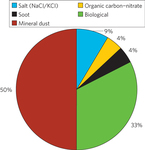 Salt (NaCl/KCl) Organic carbon–nitrate
Soot Biological
Mineral dust
9%
4%
4%
50%
33%